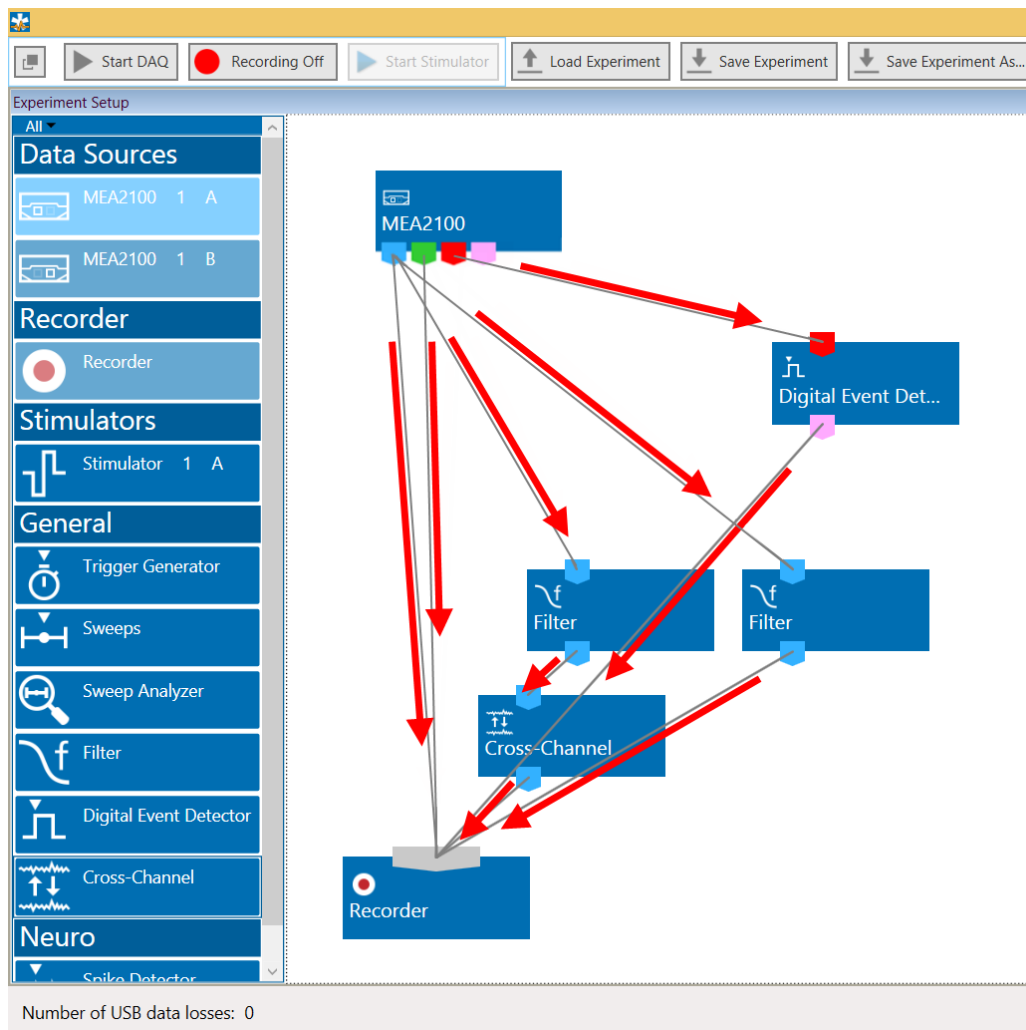 Start DAQ
Recording Off
Start Stimulator
Load Experiment
Save Experiment
Save Experiment As...
Experiment Setup
All
Data Sources
MEA2100 1 A
MEA2100 1 B
Recorder
Recorder
Stimulators
Stimulator 1 A
General
Trigger Generator
Sweeps
Sweep Analyzer
Filter
Digital Event Detector
Cross-Channel
Neuro
Spike Detector
MEA2100
Digital Event Det...
Filter
Filter
Cross-Channel
Recorder
Number of USB data losses: 0